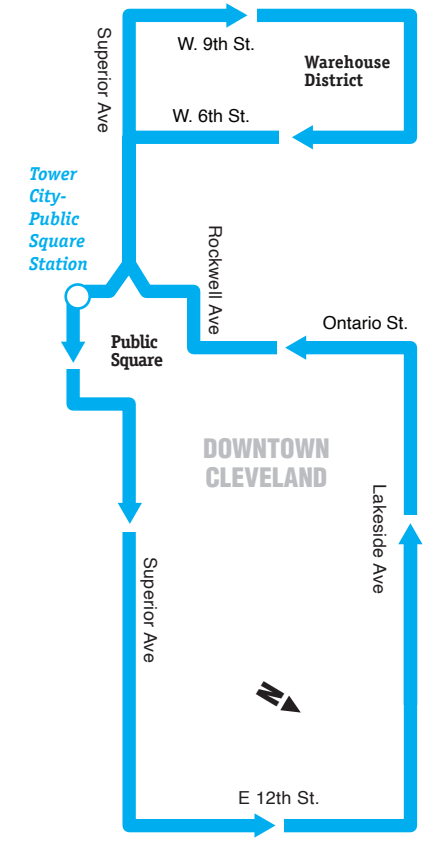 W. 9th St.
Superior Ave
Warehouse
District
W. 6th St.
Tower
City-
Public
Square
Station
Rockwell Ave
Ontario St.
Public
Square
DOWNTOWN
CLEVELAND
Lakeside Ave
Superior Ave
N
E 12th St.